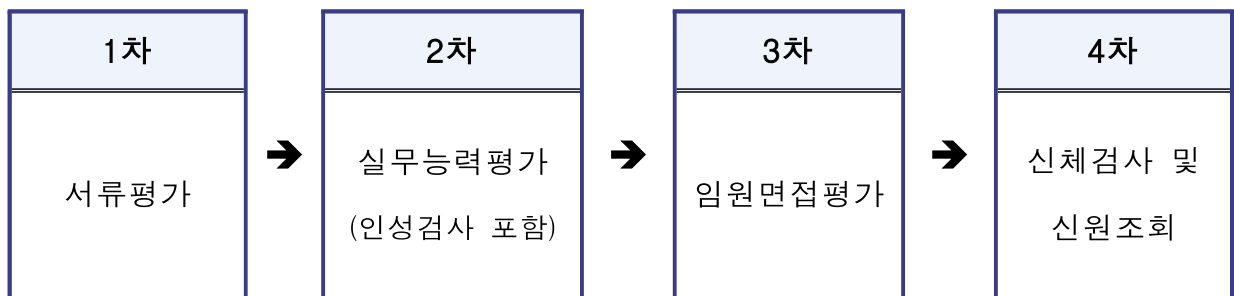 1차
서류평가
2차
실무능력평가
(인성검사 포함)
3차
임원면접평가
4차
신체검사 및
신원조회